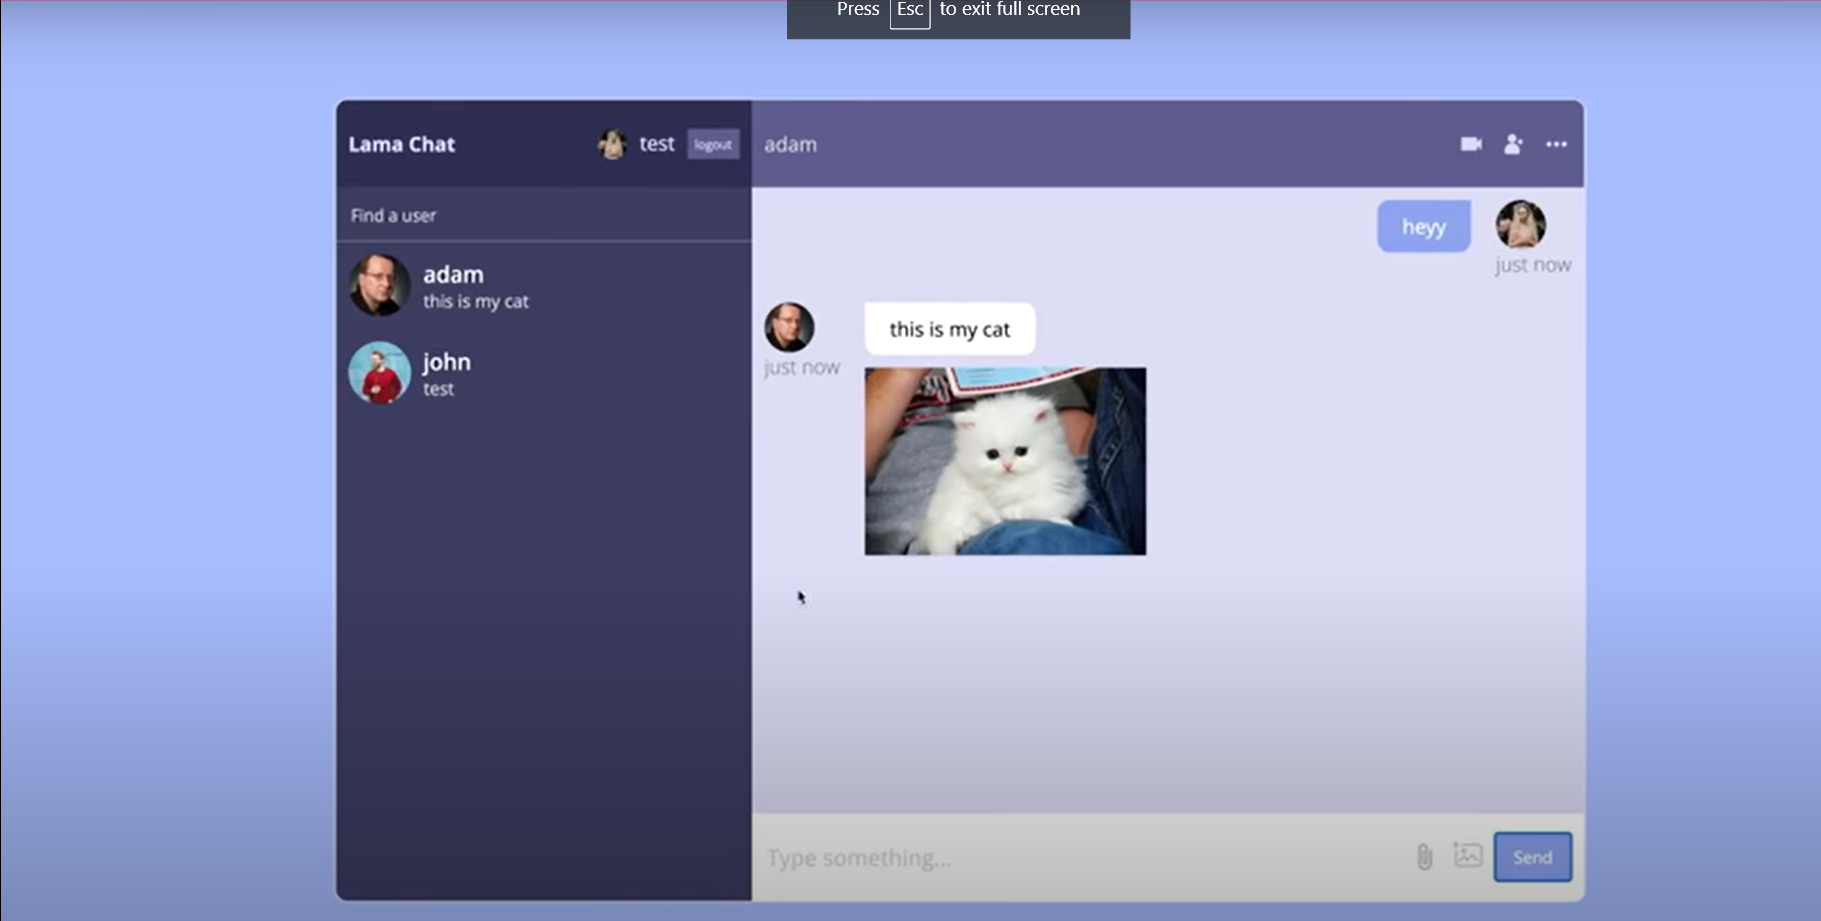 Press Esc to exit full screen
Lama Chat
test
logout
adam
Find a user
adam
this is my cat
john
test
heyy
just now
this is my cat
just now
Type something...
Send